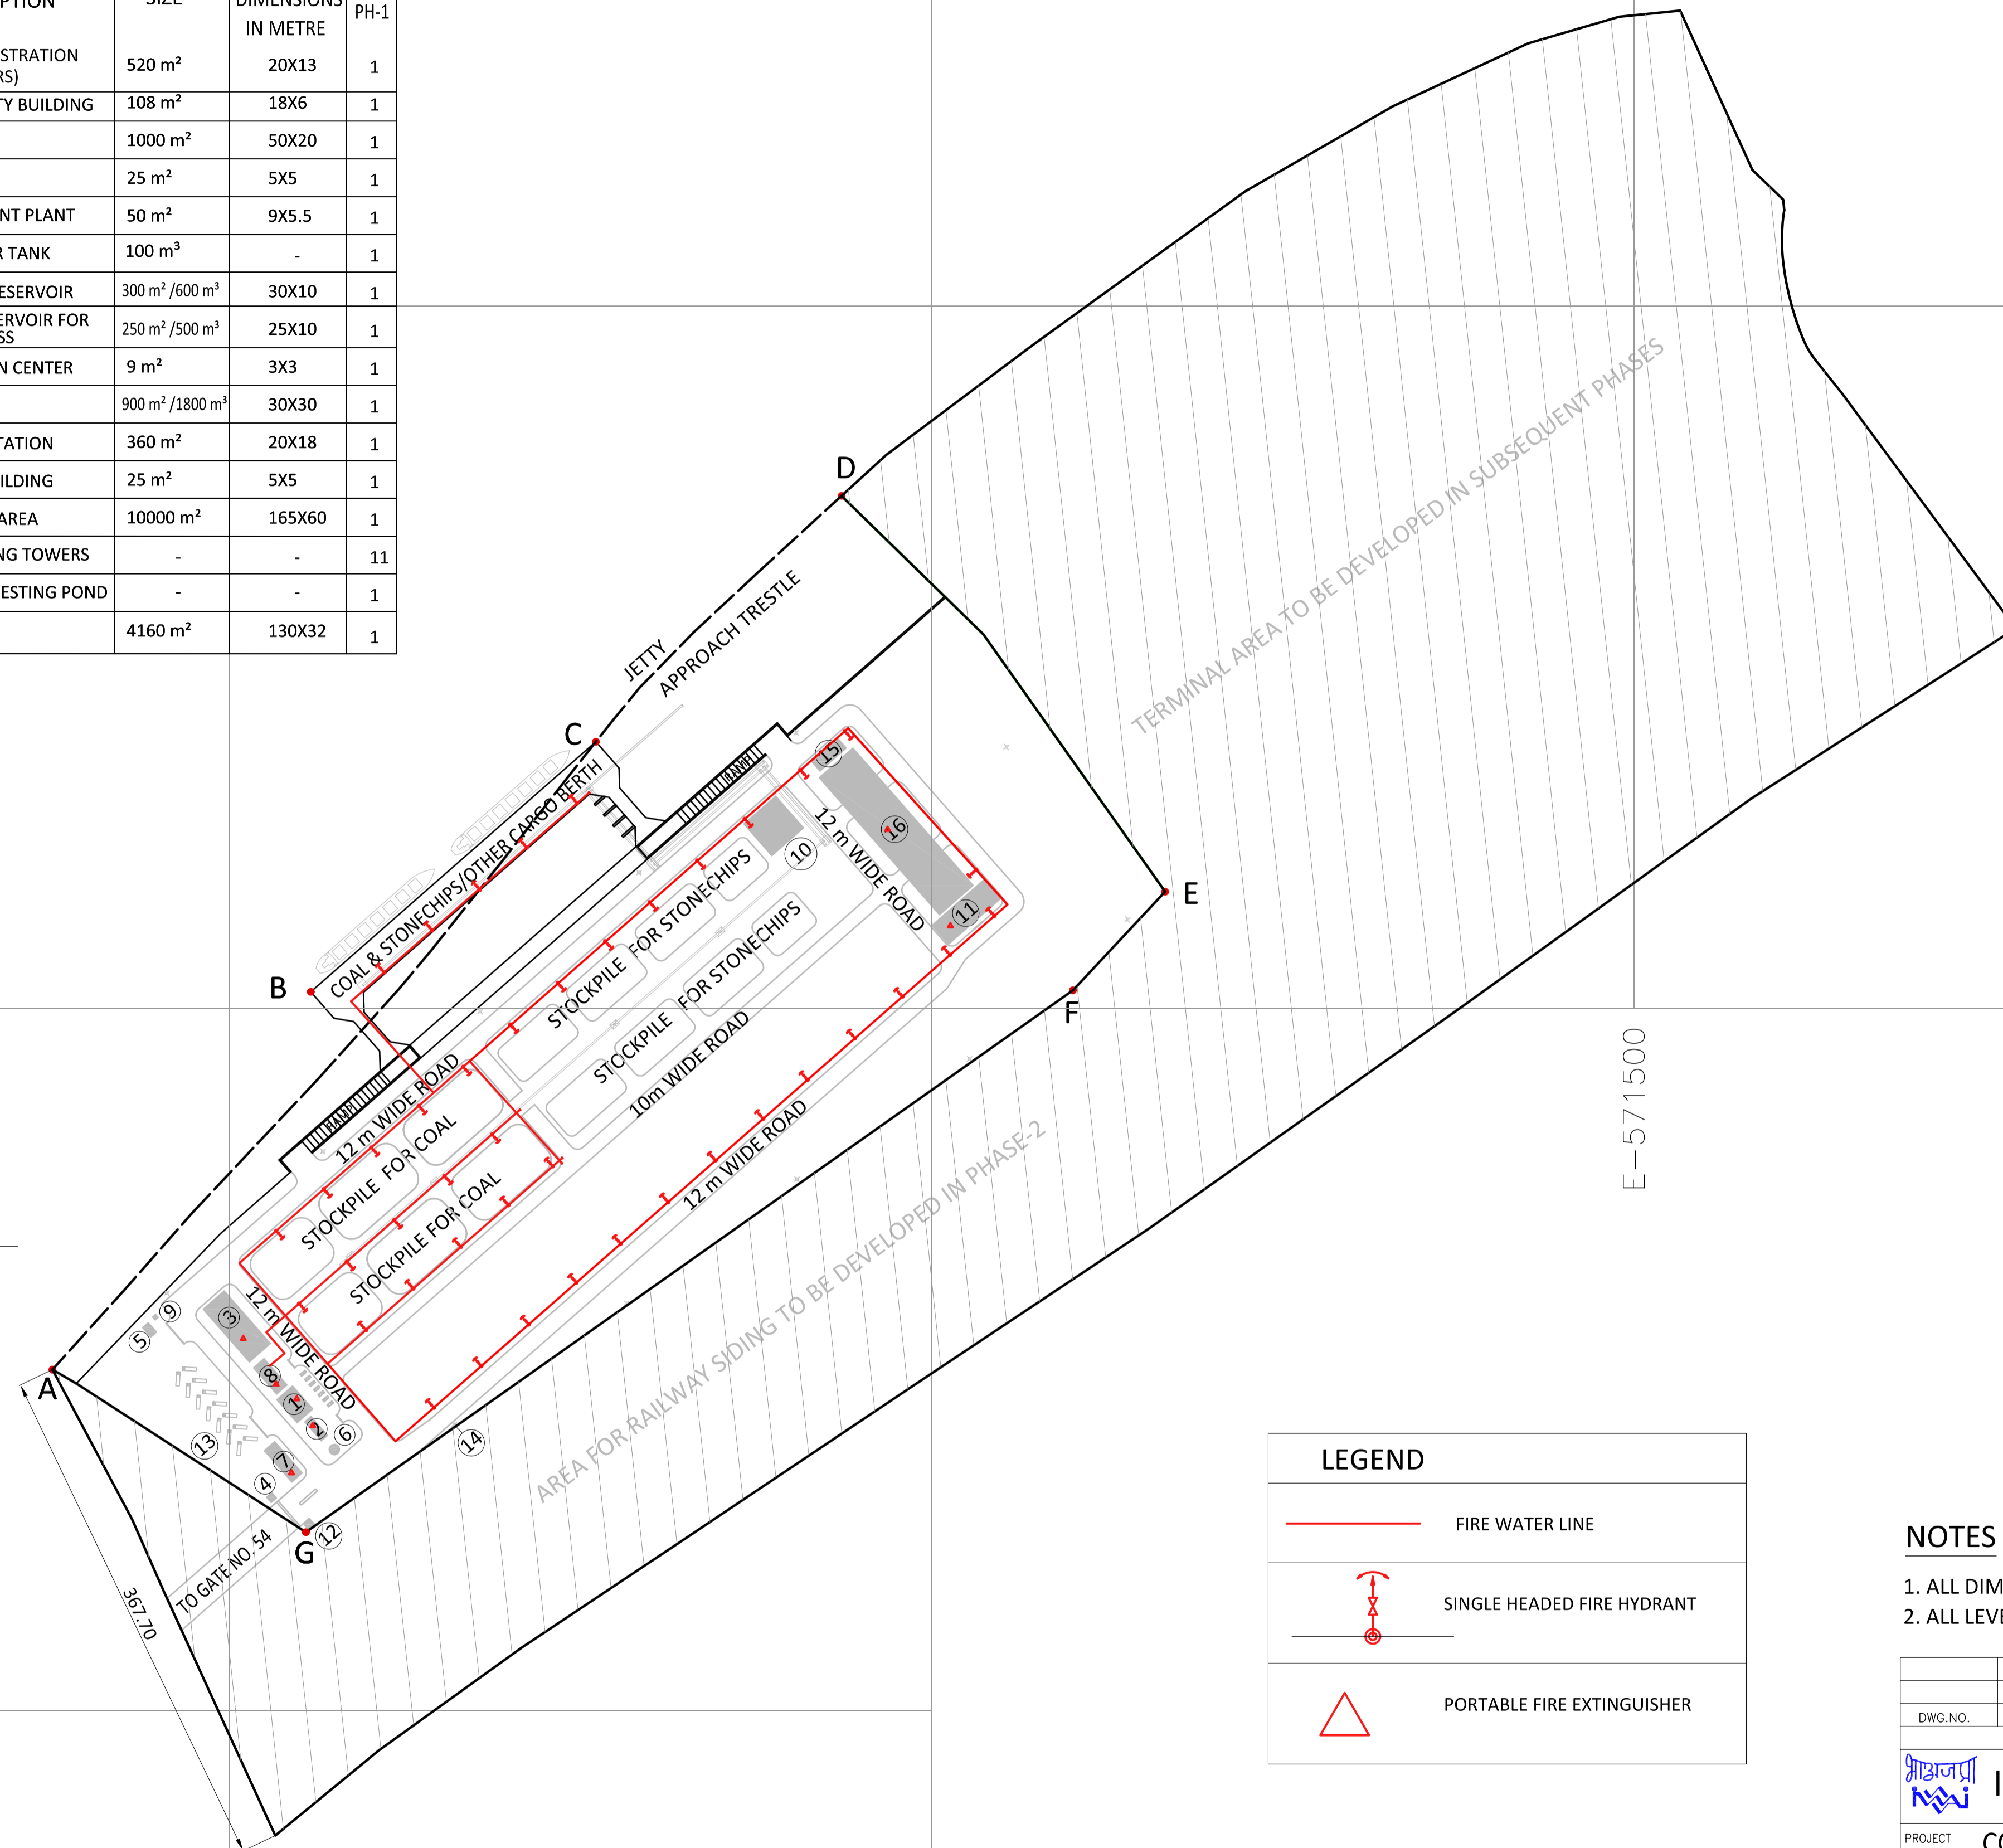 PTION SIZE DIMENSIONS IN METRE PH-1
STRATION RS) 520 m² 20X13 1
TY BUILDING 108 m² 18X6 1
1000 m² 50X20 1
25 m² 5X5 1
NT PLANT 50 m² 9X5.5 1
R TANK 100 m³ - 1
ESERVOIR 300 m² /600 m³ 30X10 1
ERVOIR FOR SS 250 m² /500 m³ 25X10 1
N CENTER 9 m² 3X3 1
900 m² /1800 m³ 30X30 1
TATION 360 m² 20X18 1
ILDING 25 m² 5X5 1
AREA 10000 m² 165X60 1
NG TOWERS - - 11
ESTING POND - - 1
4160 m² 130X32 1
D
JETTY
APPROACH TRESTLE
TERMINAL AREA TO BE DEVELOPED IN SUBSEQUENT PHASES
C
COAL & STONECHIPS/OTHER CARGO BERTH
RAMP
15
16
10
11
12 m WIDE ROAD
E
B
F
STOCKPILE FOR STONECHIPS
STOCKPILE FOR STONECHIPS
10m WIDE ROAD
E-571500
RAMP
12 m WIDE ROAD
STOCKPILE FOR COAL
STOCKPILE FOR COAL
12 m WIDE ROAD
AREA FOR RAILWAY SIDING TO BE DEVELOPED IN PHASE-2
12 m WIDE ROAD
9
5
3
8
1
2
6
13
7
4
14
12
A
G
TO GATE NO. 54
367.70
LEGEND
FIRE WATER LINE
SINGLE HEADED FIRE HYDRANT
PORTABLE FIRE EXTINGUISHER
NOTES
1. ALL DIM
2. ALL LEVE
DWG.NO.
भाअजप्रा
iwai
I
PROJECT CO